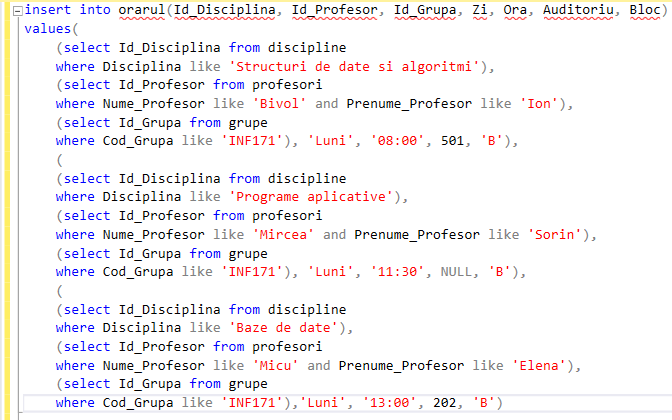 insert into orarul(Id_Disciplina, Id_Profesor, Id_Grupa, Zi, Ora, Auditoriu, Bloc)
values(
(select Id_Disciplina from discipline
where Disciplina like 'Structuri de date si algoritmi'),
(select Id_Profesor from profesori
where Nume_Profesor like 'Bivol' and Prenume_Profesor like 'Ion'),
(select Id_Grupa from grupe
where Cod_Grupa like 'INF171'), 'Luni', '08:00', 501, 'B'),
(
(select Id_Disciplina from discipline
where Disciplina like 'Programe aplicative'),
(select Id_Profesor from profesori
where Nume_Profesor like 'Mircea' and Prenume_Profesor like 'Sorin'),
(select Id_Grupa from grupe
where Cod_Grupa like 'INF171'), 'Luni', '11:30', NULL, 'B'),
(
(select Id_Disciplina from discipline
where Disciplina like 'Baze de date'),
(select Id_Profesor from profesori
where Nume_Profesor like 'Micu' and Prenume_Profesor like 'Elena'),
(select Id_Grupa from grupe
where Cod_Grupa like 'INF171'),'Luni', '13:00', 202, 'B')